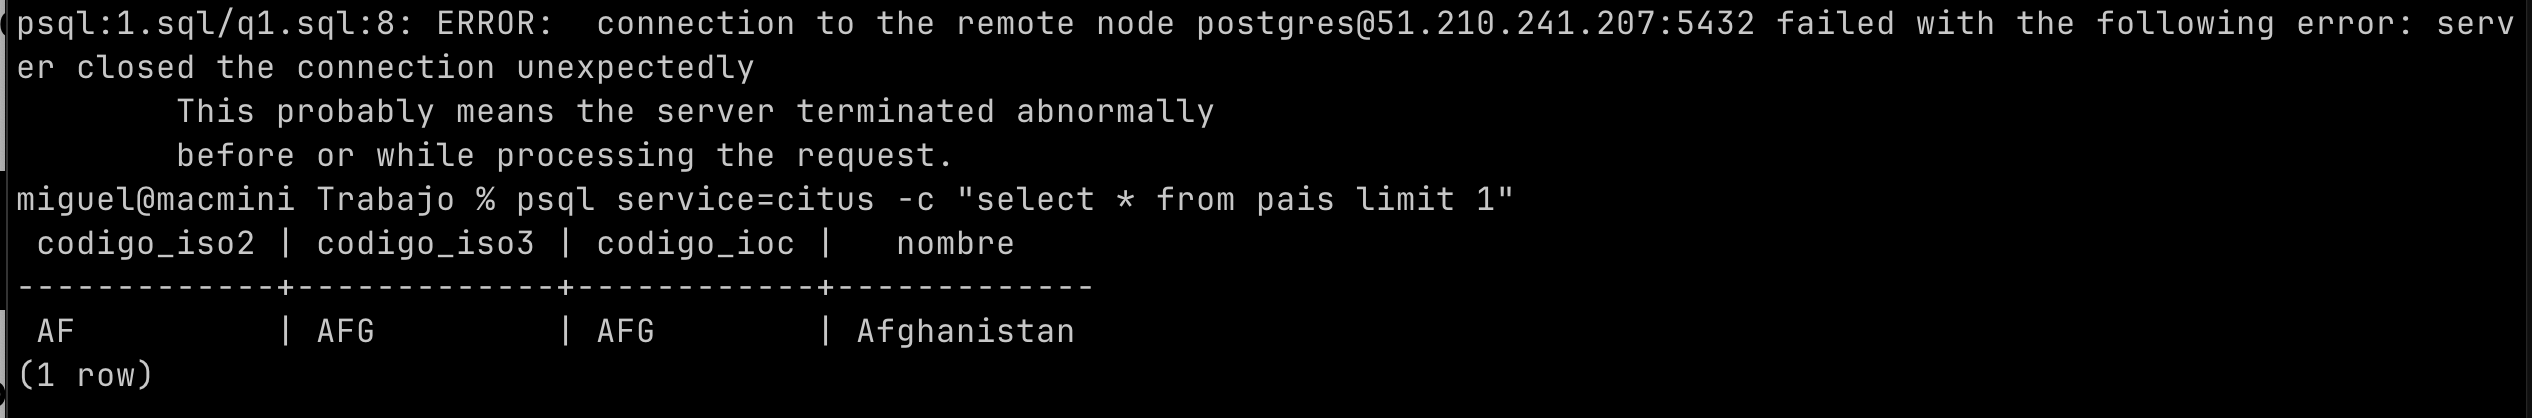 psql:1.sql/q1.sql:8: ERROR:  connection to the remote node postgres@51.210.241.207:5432 failed with the following error: serv
er closed the connection unexpectedly
        This probably means the server terminated abnormally
        before or while processing the request.
miguel@macmini Trabajo % psql service=citus -c "select * from pais limit 1"
 codigo_iso2 | codigo_iso3 | codigo_ioc |   nombre
-------------+-------------+------------+-------------
 AF          | AFG         | AFG        | Afghanistan
(1 row)